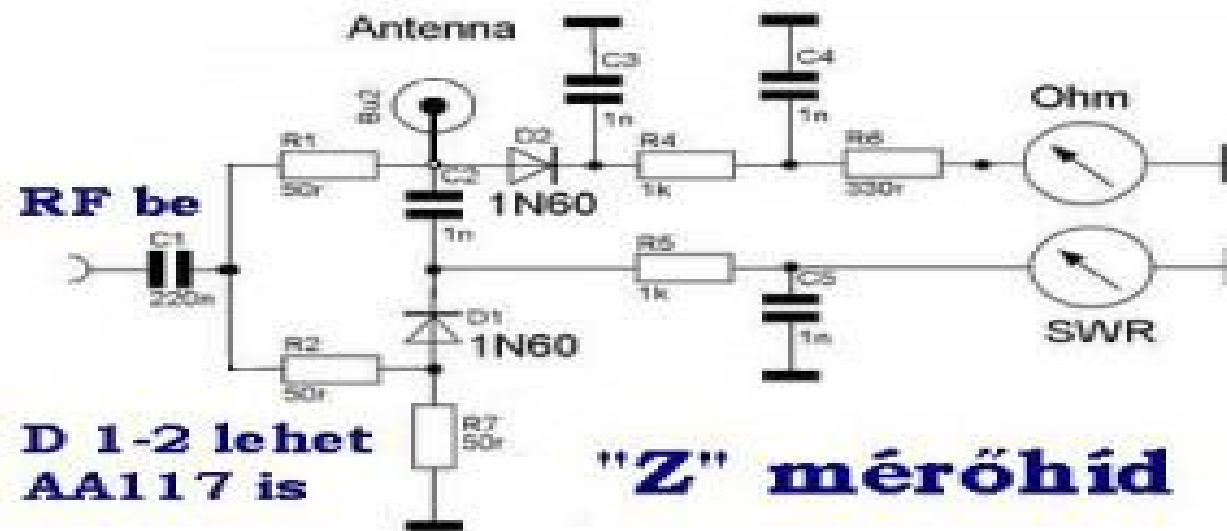 Antenna
C3
C4
Bu2
1n
1n
Ohm
R1
D2
R4
R6
50r
C2
1N60
1k
330r
RF be
C1
1n
R5
220n
1k
C5
D1
1N60
1n
SWR
R2
50r
R7
50r
D 1-2 lehet
AA117 is
"Z" mérőhíd